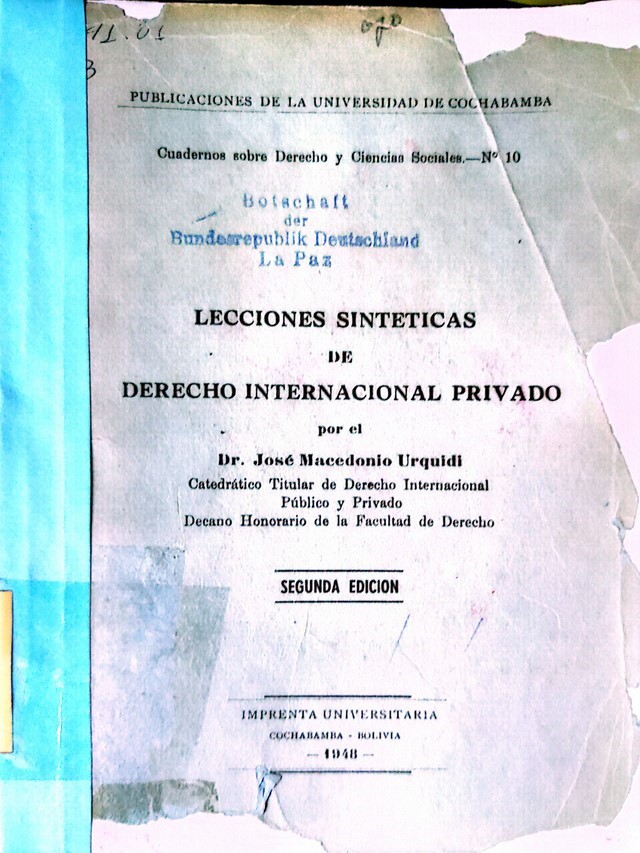 PUBLICACIONES DE LA UNIVERSIDAD DE COCHABAMBA
Cuadernos sobre Derecho y Ciencias Sociales.—Nº 10
Botschaft
der
Bundesrepublik Deutschland
La Paz
LECCIONES SINTETICAS
DE
DERECHO INTERNACIONAL PRIVADO
por el
Dr. José Macedonio Urquidi
Catedrático Titular de Derecho Internacional
Público y Privado
Decano Honorario de la Facultad de Derecho
SEGUNDA EDICION
IMPRENTA UNIVERSITARIA
COCHABAMBA - BOLIVIA
— 1948 —